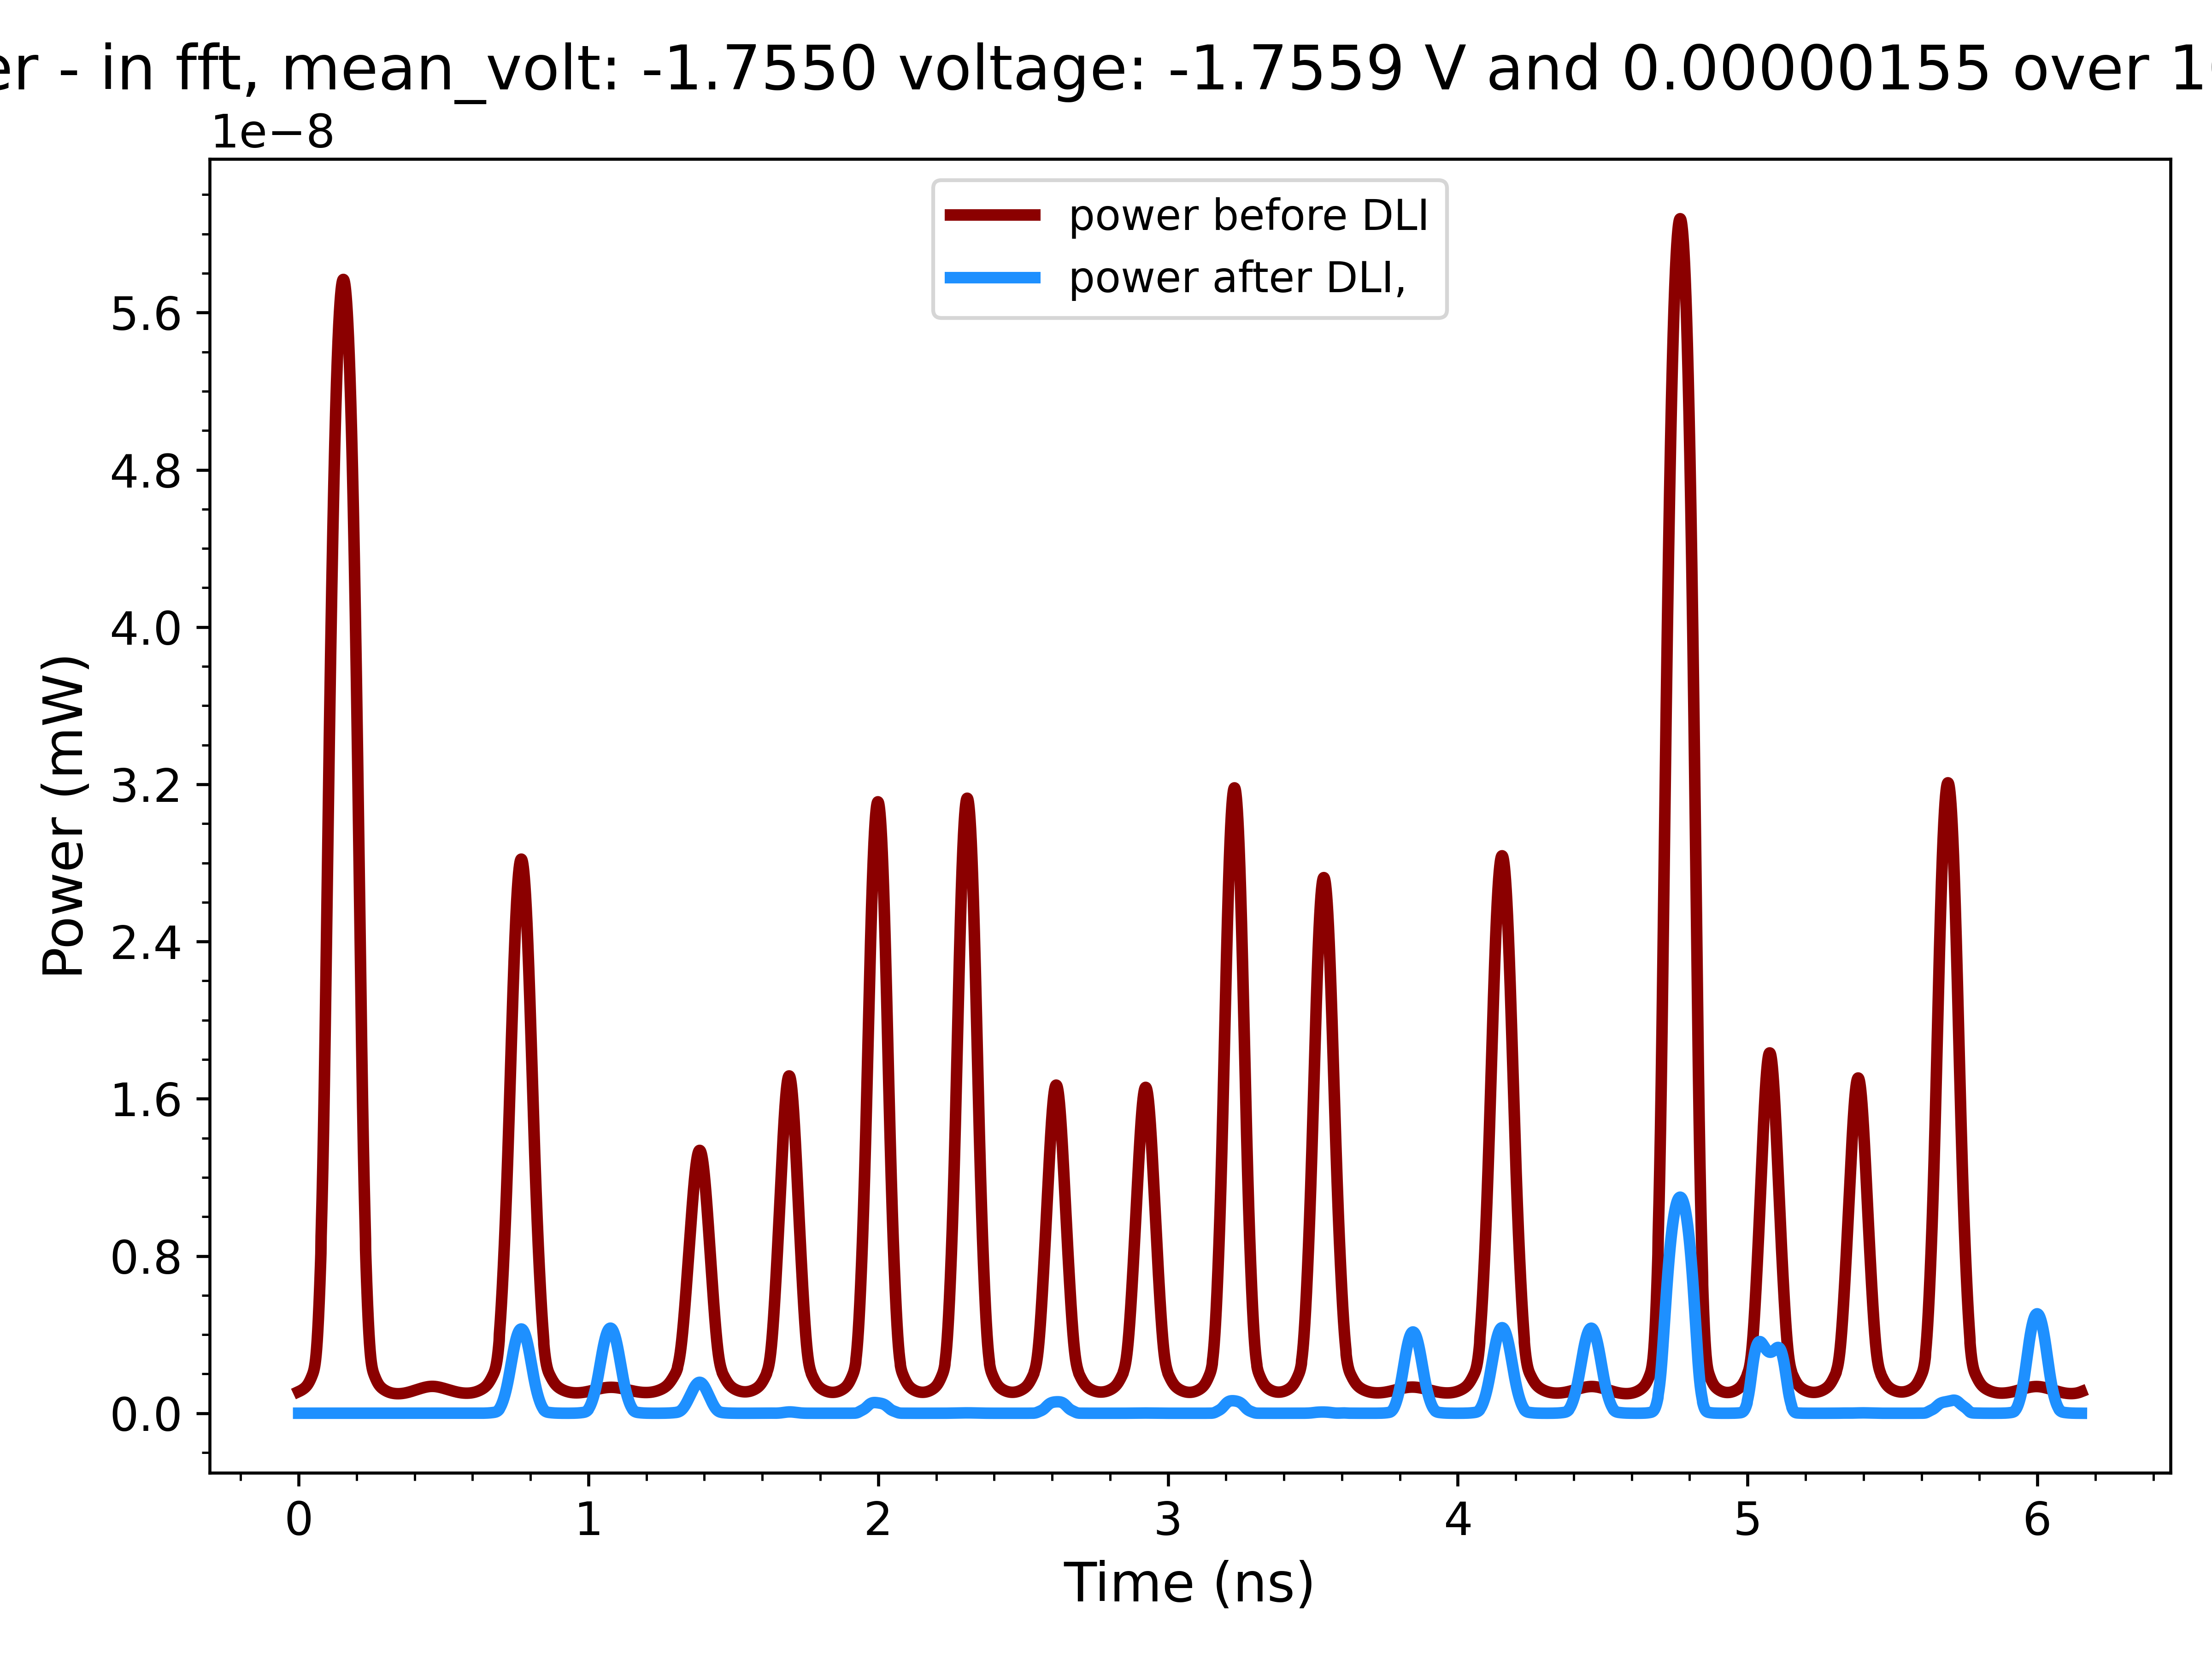 er - in fft, mean_volt: -1.7550 voltage: -1.7559 V and 0.00000155 over 1
1e−8
power before DLI
power after DLI,
5.6
4.8
4.0
3.2
2.4
1.6
0.8
0.0
Power (mW)
0 1 2 3 4 5 6
Time (ns)